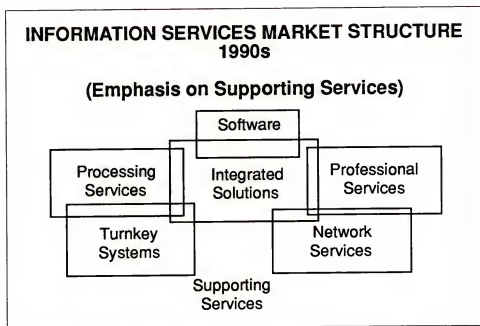 INFORMATION SERVICES MARKET STRUCTURE
1990s
(Emphasis on Supporting Services)
Software
Processing
Services
Integrated
Solutions
Professional
Services
Turnkey
Systems
Network
Services
Supporting
Services